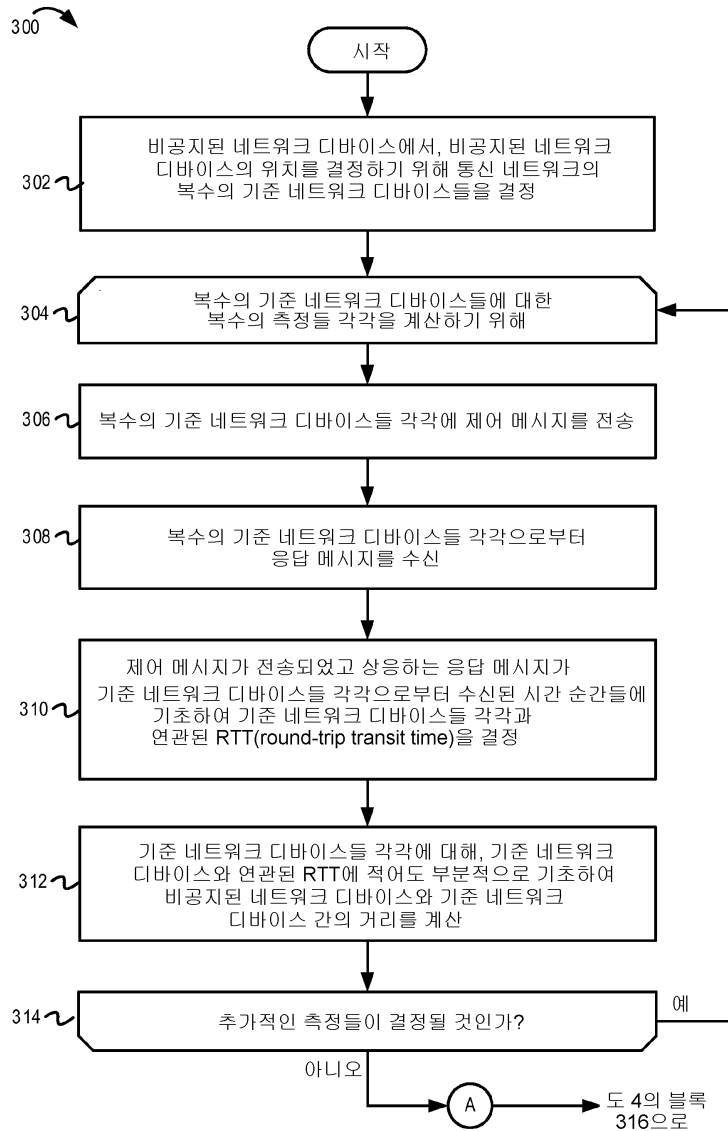 300
시작
302
비공지된 네트워크 디바이스에서, 비공지된 네트워크
디바이스의 위치를 결정하기 위해 통신 네트워크의
복수의 기준 네트워크 디바이스들을 결정
304
복수의 기준 네트워크 디바이스들에 대한
복수의 측정들 각각을 계산하기 위해
306
복수의 기준 네트워크 디바이스들 각각에 제어 메시지를 전송
308
복수의 기준 네트워크 디바이스들 각각으로부터
응답 메시지를 수신
310
제어 메시지가 전송되었고 상응하는 응답 메시지가
기준 네트워크 디바이스들 각각으로부터 수신된 시간 순간들에
기초하여 기준 네트워크 디바이스들 각각과
연관된 RTT(round-trip transit time)을 결정
312
기준 네트워크 디바이스들 각각에 대해, 기준 네트워크
디바이스와 연관된 RTT에 적어도 부분적으로 기초하여
비공지된 네트워크 디바이스와 기준 네트워크
디바이스 간의 거리를 계산
314
추가적인 측정들이 결정될 것인가?
예
아니오
A
도 4의 블록
316으로